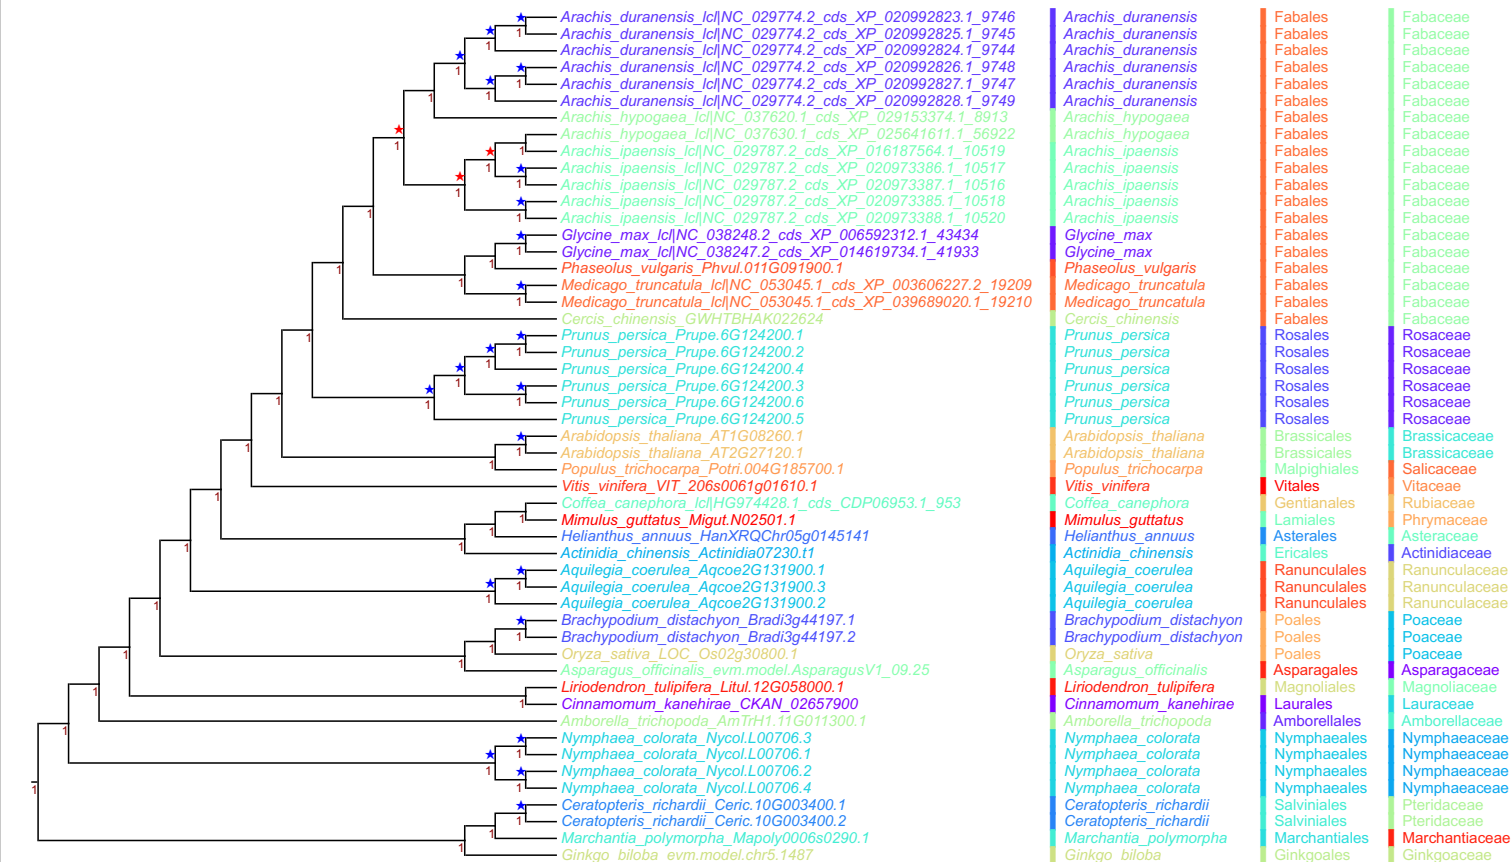 Arachis_duranensis_lcl|NC_029774.2_cds_XP_020992823.1_9746 Arachis_duranensis Fabales Fabaceae
Arachis_duranensis_lcl|NC_029774.2_cds_XP_020992825.1_9745 Arachis_duranensis Fabales Fabaceae
Arachis_duranensis_lcl|NC_029774.2_cds_XP_020992824.1_9744 Arachis_duranensis Fabales Fabaceae
Arachis_duranensis_lcl|NC_029774.2_cds_XP_020992826.1_9748 Arachis_duranensis Fabales Fabaceae
Arachis_duranensis_lcl|NC_029774.2_cds_XP_020992827.1_9747 Arachis_duranensis Fabales Fabaceae
Arachis_duranensis_lcl|NC_029774.2_cds_XP_020992828.1_9749 Arachis_duranensis Fabales Fabaceae
Arachis_hypogaea_lcl|NC_037620.1_cds_XP_029153374.1_8913 Arachis_hypogaea Fabales Fabaceae
Arachis_hypogaea_lcl|NC_037630.1_cds_XP_025641611.1_56922 Arachis_hypogaea Fabales Fabaceae
Arachis_ipaensis_lcl|NC_029787.2_cds_XP_016187564.1_10519 Arachis_ipaensis Fabales Fabaceae
Arachis_ipaensis_lcl|NC_029787.2_cds_XP_020973386.1_10517 Arachis_ipaensis Fabales Fabaceae
Arachis_ipaensis_lcl|NC_029787.2_cds_XP_020973387.1_10516 Arachis_ipaensis Fabales Fabaceae
Arachis_ipaensis_lcl|NC_029787.2_cds_XP_020973385.1_10518 Arachis_ipaensis Fabales Fabaceae
Arachis_ipaensis_lcl|NC_029787.2_cds_XP_020973388.1_10520 Arachis_ipaensis Fabales Fabaceae
Glycine_max_lcl|NC_038248.2_cds_XP_006592312.1_43434 Glycine_max Fabales Fabaceae
Glycine_max_lcl|NC_038247.2_cds_XP_014619734.1_41933 Glycine_max Fabales Fabaceae
Phaseolus_vulgaris_Phvul.011G091900.1 Phaseolus_vulgaris Fabales Fabaceae
Medicago_truncatula_lcl|NC_053045.1_cds_XP_003606227.2_19209 Medicago_truncatula Fabales Fabaceae
Medicago_truncatula_lcl|NC_053045.1_cds_XP_039689020.1_19210 Medicago_truncatula Fabales Fabaceae
Cercis_chinensis_GWHTBHAK022624 Cercis_chinensis Fabales Fabaceae
Prunus_persica_Prupe.6G124200.1 Prunus_persica Rosales Rosaceae
Prunus_persica_Prupe.6G124200.2 Prunus_persica Rosales Rosaceae
Prunus_persica_Prupe.6G124200.4 Prunus_persica Rosales Rosaceae
Prunus_persica_Prupe.6G124200.3 Prunus_persica Rosales Rosaceae
Prunus_persica_Prupe.6G124200.6 Prunus_persica Rosales Rosaceae
Prunus_persica_Prupe.6G124200.5 Prunus_persica Rosales Rosaceae
Arabidopsis_thaliana_AT1G08260.1 Arabidopsis_thaliana Brassicales Brassicaceae
Arabidopsis_thaliana_AT2G27120.1 Arabidopsis_thaliana Brassicales Brassicaceae
Populus_trichocarpa_Potri.004G185700.1 Populus_trichocarpa Malpighiales Salicaceae
Vitis_vinifera_VIT_206s0061g01610.1 Vitis_vinifera Vitales Vitaceae
Coffea_canephora_lcl|HG974428.1_cds_CDP06953.1_953 Coffea_canephora Gentianales Rubiaceae
Mimulus_guttatus_Migut.N02501.1 Mimulus_guttatus Lamiales Phrymaceae
Helianthus_annuus_HanXRQChr05g0145141 Helianthus_annuus Asterales Asteraceae
Actinidia_chinensis_Actinidia07230.t1 Actinidia_chinensis Ericales Actinidiaceae
Aquilegia_coerulea_Aqcoe2G131900.1 Aquilegia_coerulea Ranunculales Ranunculaceae
Aquilegia_coerulea_Aqcoe2G131900.3 Aquilegia_coerulea Ranunculales Ranunculaceae
Aquilegia_coerulea_Aqcoe2G131900.2 Aquilegia_coerulea Ranunculales Ranunculaceae
Brachypodium_distachyon_Bradi3g44197.1 Brachypodium_distachyon Poales Poaceae
Brachypodium_distachyon_Bradi3g44197.2 Brachypodium_distachyon Poales Poaceae
Oryza_sativa_LOC_Os02g30800.1 Oryza_sativa Poales Poaceae
Asparagus_officinalis_evm.model.AsparagusV1_09.25 Asparagus_officinalis Asparagales Asparagaceae
Liriodendron_tulipifera_Litul.12G058000.1 Liriodendron_tulipifera Magnoliales Magnoliaceae
Cinnamomum_kanehirae_CKAN_02657900 Cinnamomum_kanehirae Laurales Lauraceae
Amborella_trichopoda_AmTrH1.11G011300.1 Amborella_trichopoda Amborellales Amborellaceae
Nymphaea_colorata_Nycol.L00706.3 Nymphaea_colorata Nymphaeales Nymphaeaceae
Nymphaea_colorata_Nycol.L00706.1 Nymphaea_colorata Nymphaeales Nymphaeaceae
Nymphaea_colorata_Nycol.L00706.2 Nymphaea_colorata Nymphaeales Nymphaeaceae
Nymphaea_colorata_Nycol.L00706.4 Nymphaea_colorata Nymphaeales Nymphaeaceae
Ceratopteris_richardii_Ceric.10G003400.1 Ceratopteris_richardii Salviniales Pteridaceae
Ceratopteris_richardii_Ceric.10G003400.2 Ceratopteris_richardii Salviniales Pteridaceae
Marchantia_polymorpha_Mapoly0006s0290.1 Marchantia_polymorpha Marchantiales Marchantiaceae
Ginkgo_biloba_evm.model.chr5.1487 Ginkgo_biloba Ginkgoales Ginkgoaceae